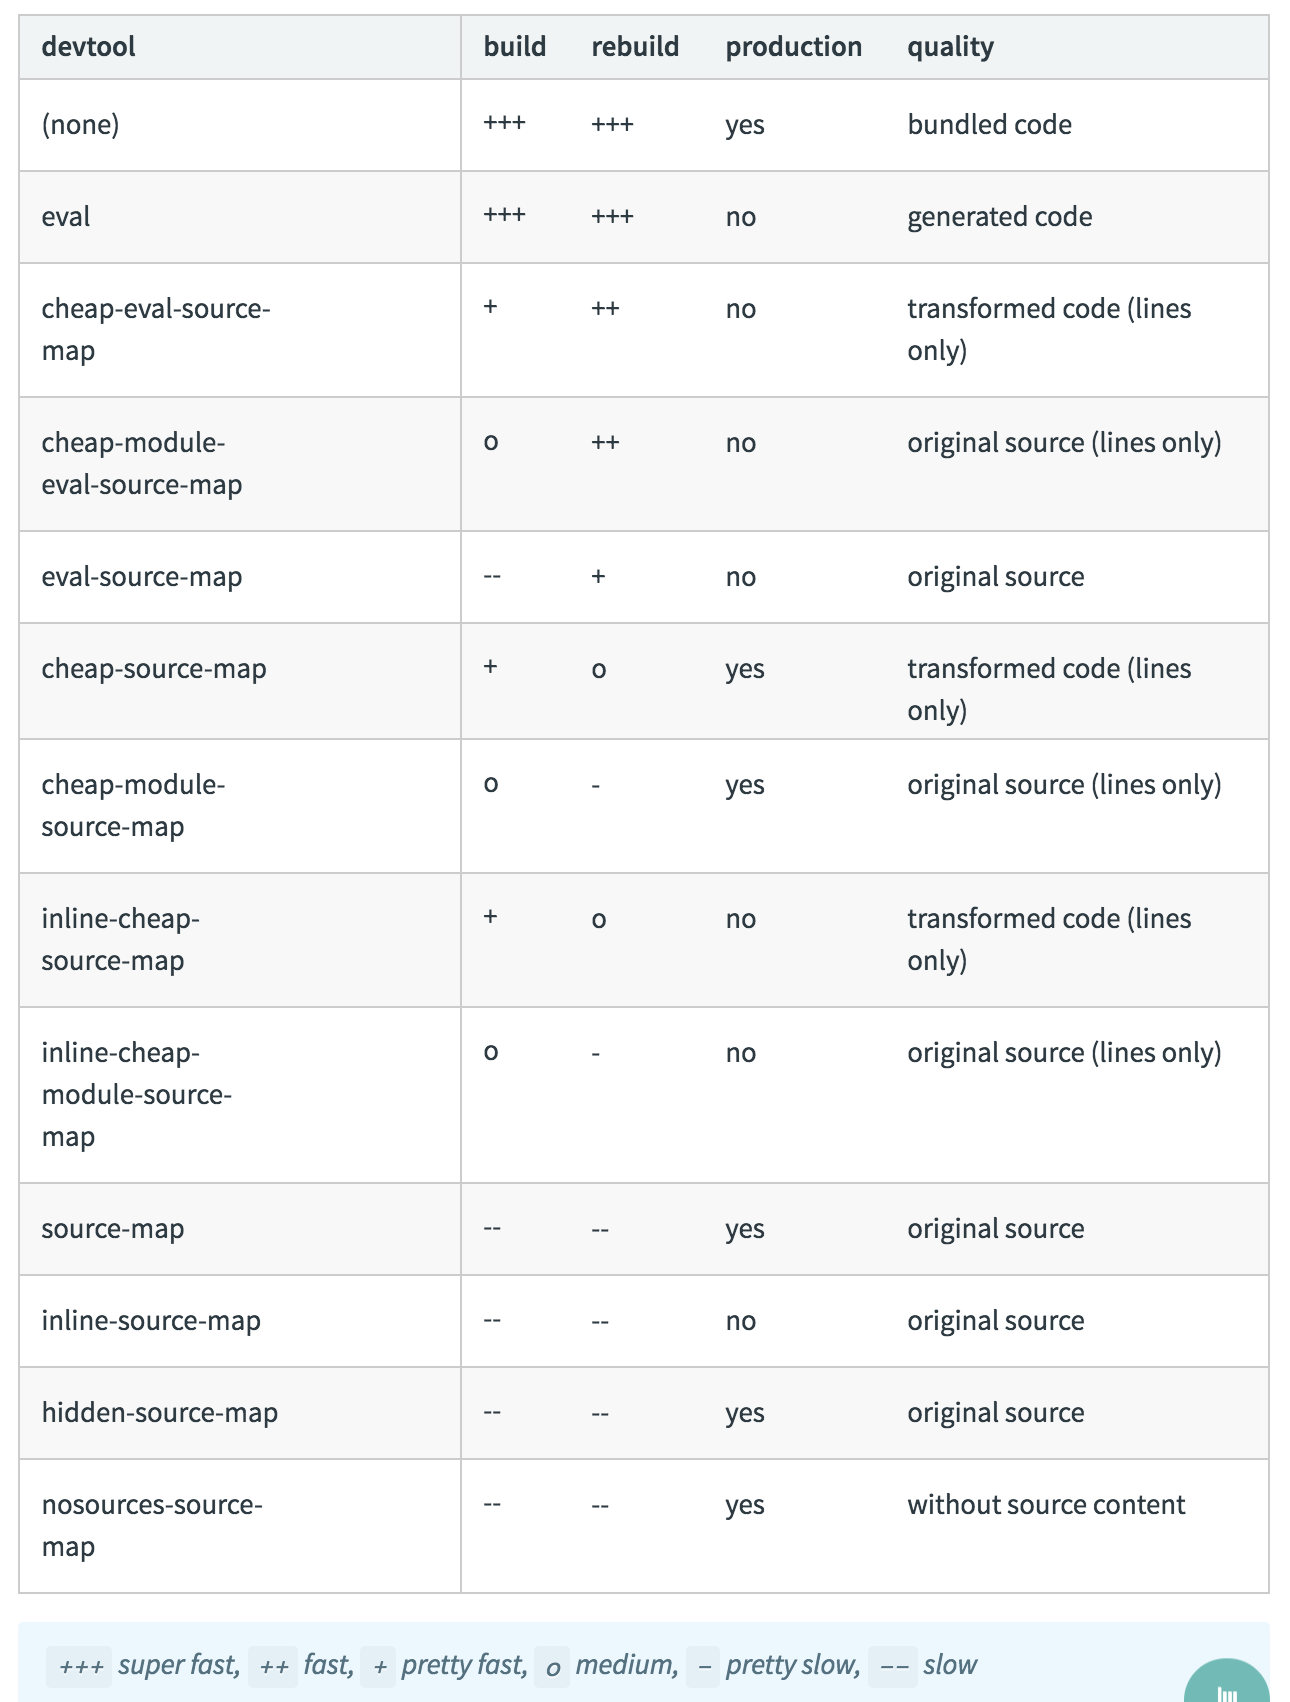 devtool build rebuild production quality
(none) +++ +++ yes bundled code
eval +++ +++ no generated code
cheap-eval-source- + ++ no transformed code (lines
map only)
cheap-module- o ++ no original source (lines only)
eval-source-map
eval-source-map -- + no original source
cheap-source-map + o yes transformed code (lines
only)
cheap-module- o - yes original source (lines only)
source-map
inline-cheap- + o no transformed code (lines
source-map only)
inline-cheap- o - no original source (lines only)
module-source-
map
source-map -- -- yes original source
inline-source-map -- -- no original source
hidden-source-map -- -- yes original source
nosources-source- -- -- yes without source content
map
+++ super fast, ++ fast, + pretty fast, o medium, - pretty slow, -- slow